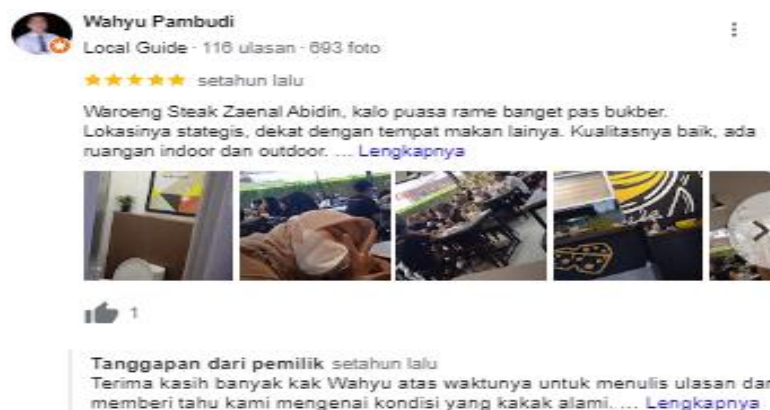 Wahyu Pambudi
Local Guide · 116 ulasan · 693 foto
setahun lalu
Waroeng Steak Zaenal Abidin, kalo puasa rame banget pas bukber.
Lokasinya stategis, dekat dengan tempat makan lainya. Kualitasnya baik, ada
ruangan indoor dan outdoor. ... Lengkapnya
1
Tanggapan dari pemilik setahun lalu
Terima kasih banyak kak Wahyu atas waktunya untuk menulis ulasan dan
memberi tahu kami mengenai kondisi yang kakak alami. ... Lengkapnya